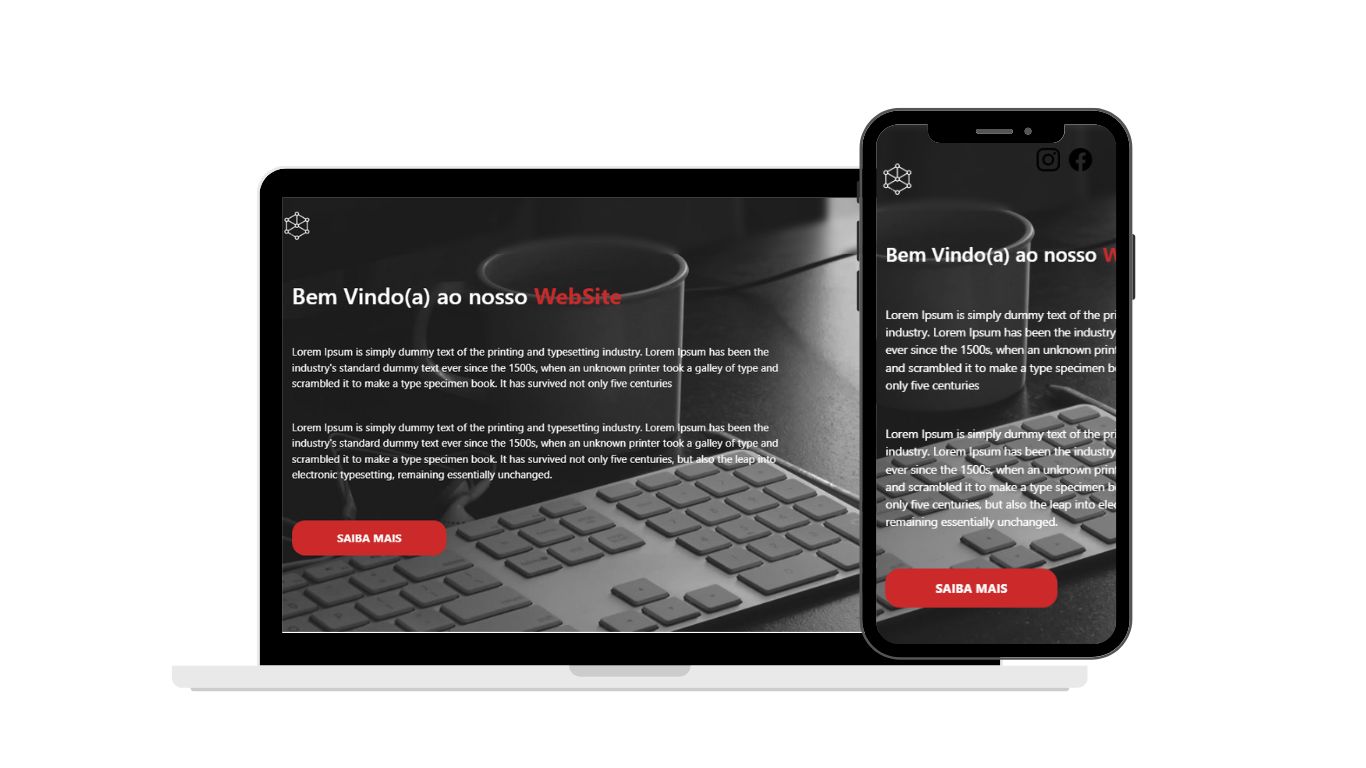 Bem Vindo(a) ao nosso WebSite
Lorem Ipsum is simply dummy text of the printing and typesetting industry. Lorem Ipsum has been the
industry's standard dummy text ever since the 1500s, when an unknown printer took a galley of type and
scrambled it to make a type specimen book. It has survived not only five centuries
Lorem Ipsum is simply dummy text of the printing and typesetting industry. Lorem Ipsum has been the
industry's standard dummy text ever since the 1500s, when an unknown printer took a galley of type and
scrambled it to make a type specimen book. It has survived not only five centuries, but also the leap into
electronic typesetting, remaining essentially unchanged.
SAIBA MAIS
Bem Vindo(a) ao nosso
Lorem Ipsum is simply dummy text of the
industry. Lorem Ipsum has been the industry
ever since the 1500s, when an unknown
and scrambled it to make a type specimen
only five centuries
Lorem Ipsum is simply dummy text of the
industry. Lorem Ipsum has been the industry
ever since the 1500s, when an unknown
and scrambled it to make a type specimen
only five centuries, but also the leap into
remaining essentially unchanged.
SAIBA MAIS